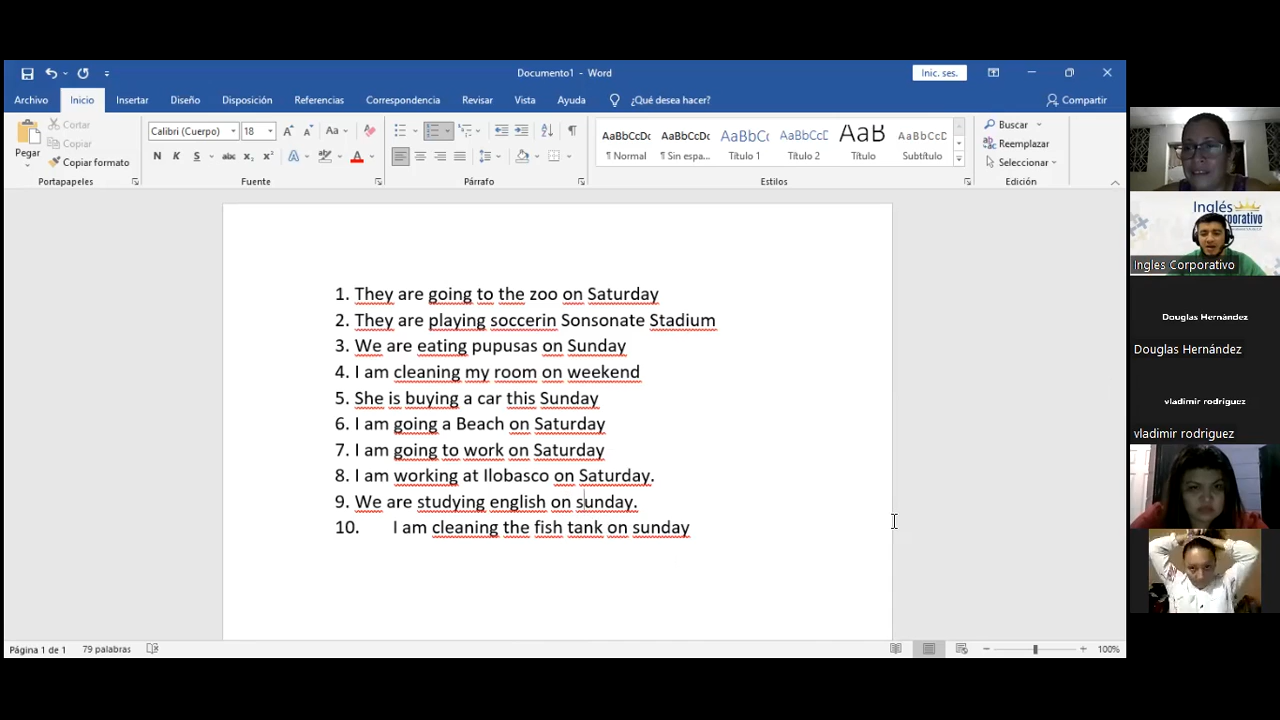 Documento1 - Word
Inic. ses.
Archivo Inicio Insertar Diseño Disposición Referencias Correspondencia Revisar Vista Ayuda ¿Qué desea hacer? Compartir
Pegar
Cortar
Copiar
Copiar formato
Portapapeles
Calibri (Cuerpo) 18
N K S abc x₂ x²
Fuente
Párrafo
AaBbCcDc AaBbCcDc AaBbCc AaBbCcD AaB AaBbCcD
¶ Normal ¶ Sin espa... Título 1 Título 2 Título Subtítulo
Estilos
Buscar
Reemplazar
Seleccionar
Edición
1. They are going to the zoo on Saturday
2. They are playing soccerin Sonsonate Stadium
3. We are eating pupusas on Sunday
4. I am cleaning my room on weekend
5. She is buying a car this Sunday
6. I am going a Beach on Saturday
7. I am going to work on Saturday
8. I am working at Ilobasco on Saturday.
9. We are studying english on sunday.
10. I am cleaning the fish tank on sunday
Página 1 de 1 79 palabras
100%
Inglés
Corporativo
Ingles Corporativo
Douglas Hernández
Douglas Hernández
vladimir rodriguez
vladimir rodriguez